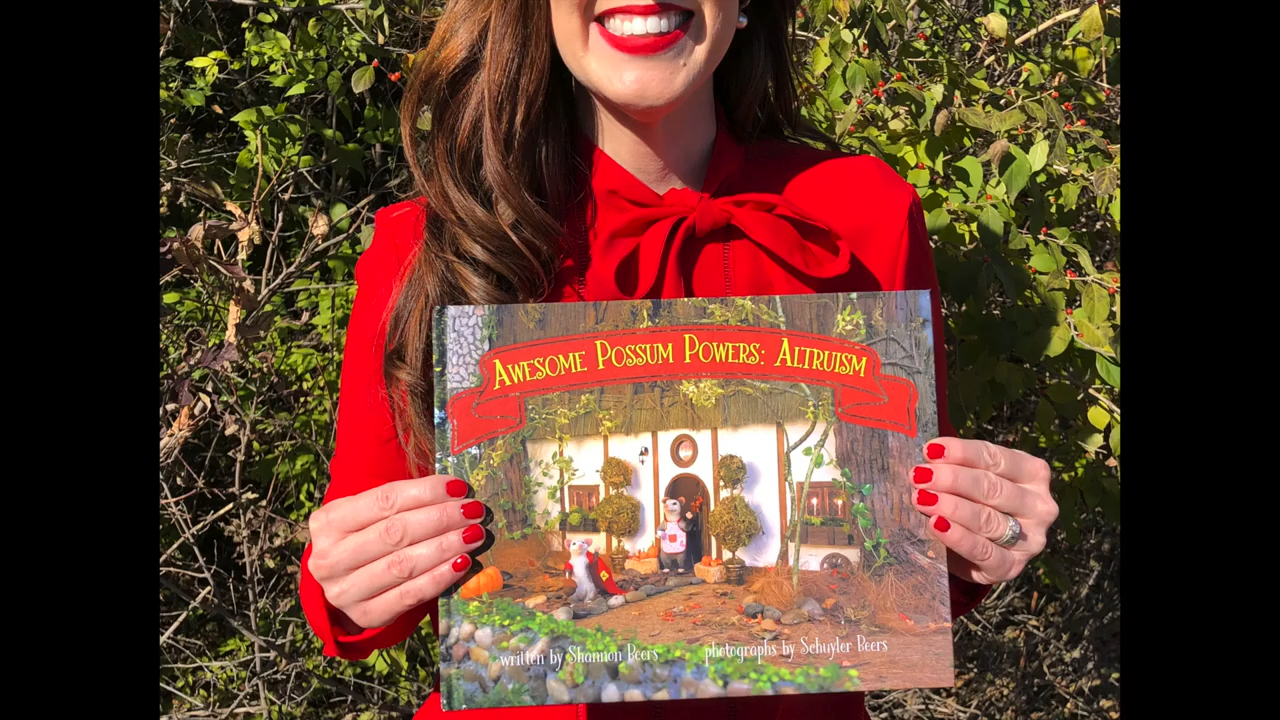 Awesome Possum Powers: Altruism
written by Shannon Beers
photographs by Schuyler Beers